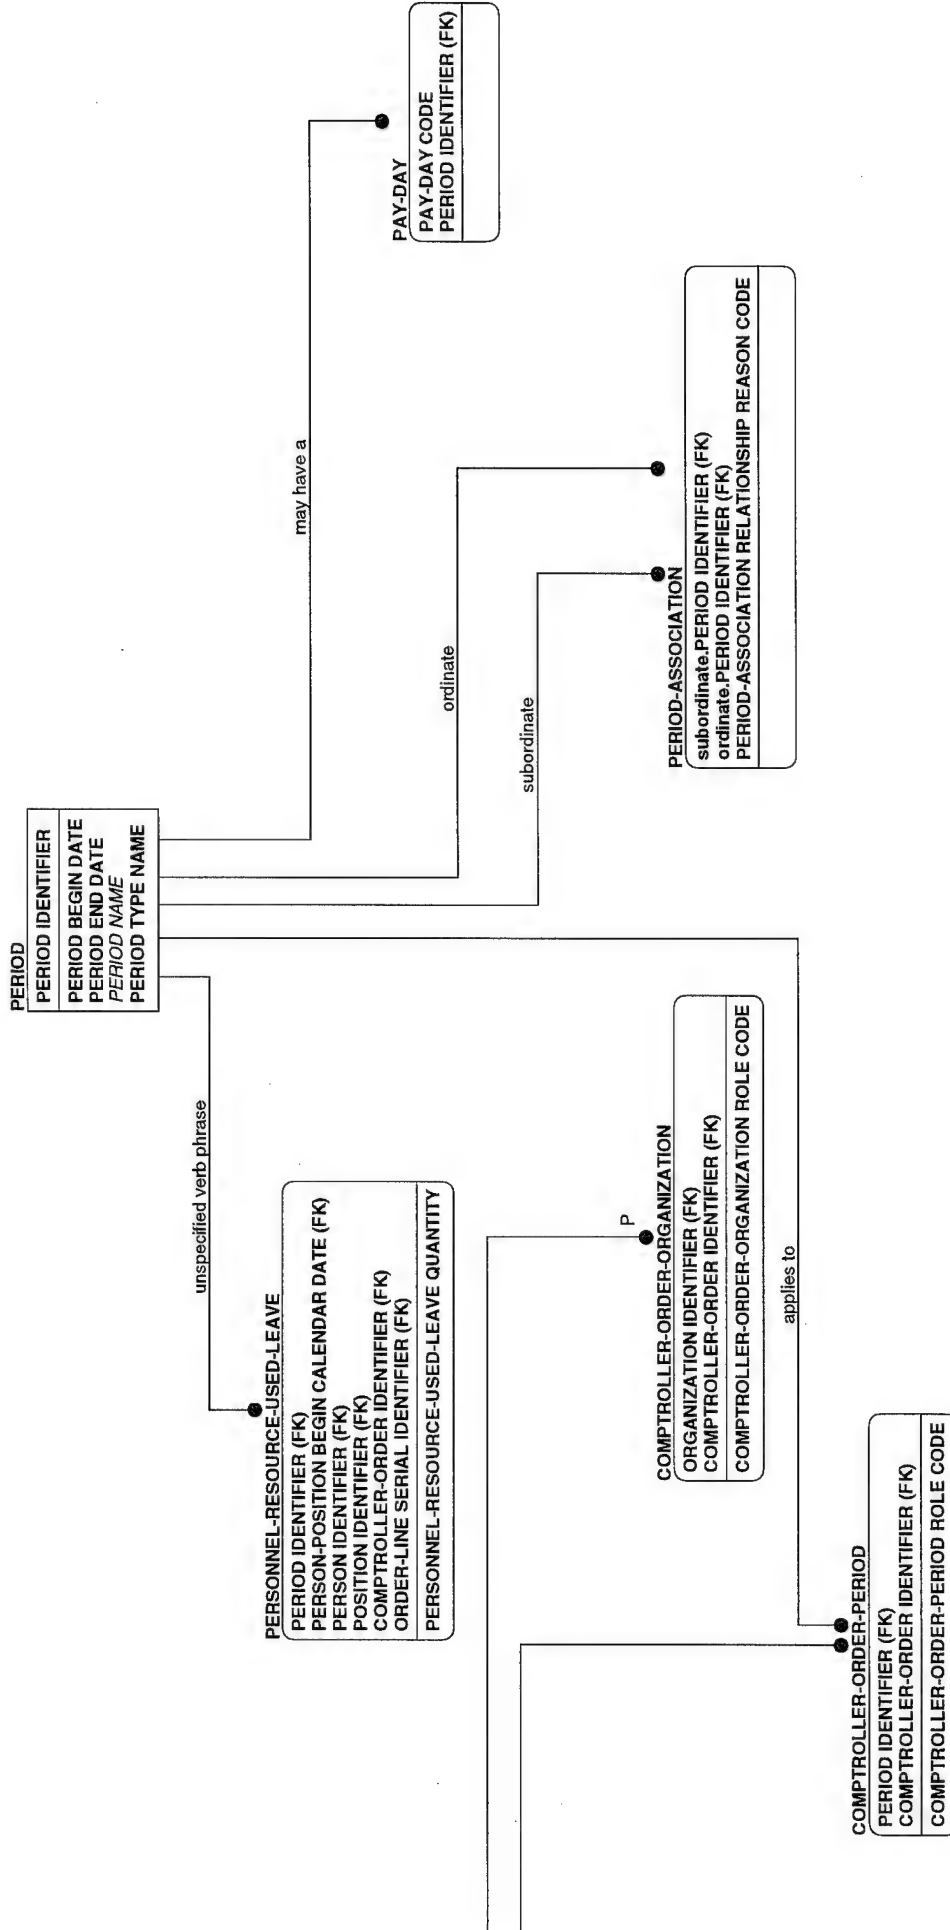 PERIOD
PERIOD IDENTIFIER
PERIOD BEGIN DATE
PERIOD END DATE
PERIOD NAME
PERIOD TYPE NAME
unspecified verb phrase
subordinate
ordinate
may have a
PERSONNEL-RESOURCE-USED-LEAVE
PERIOD IDENTIFIER (FK)
PERSON-POSITION BEGIN CALENDAR DATE (FK)
PERSON IDENTIFIER (FK)
POSITION IDENTIFIER (FK)
COMPTROLLER-ORDER IDENTIFIER (FK)
ORDER-LINE SERIAL IDENTIFIER (FK)
PERSONNEL-RESOURCE-USED-LEAVE QUANTITY
PAY-DAY
PAY-DAY CODE
PERIOD IDENTIFIER (FK)
P
COMPTROLLER-ORDER-ORGANIZATION
ORGANIZATION IDENTIFIER (FK)
COMPTROLLER-ORDER IDENTIFIER (FK)
COMPTROLLER-ORDER-ORGANIZATION ROLE CODE
PERIOD-ASSOCIATION
subordinate.PERIOD IDENTIFIER (FK)
ordinate.PERIOD IDENTIFIER (FK)
PERIOD-ASSOCIATION RELATIONSHIP REASON CODE
applies to
COMPTROLLER-ORDER-PERIOD
PERIOD IDENTIFIER (FK)
COMPTROLLER-ORDER IDENTIFIER (FK)
COMPTROLLER-ORDER-PERIOD ROLE CODE